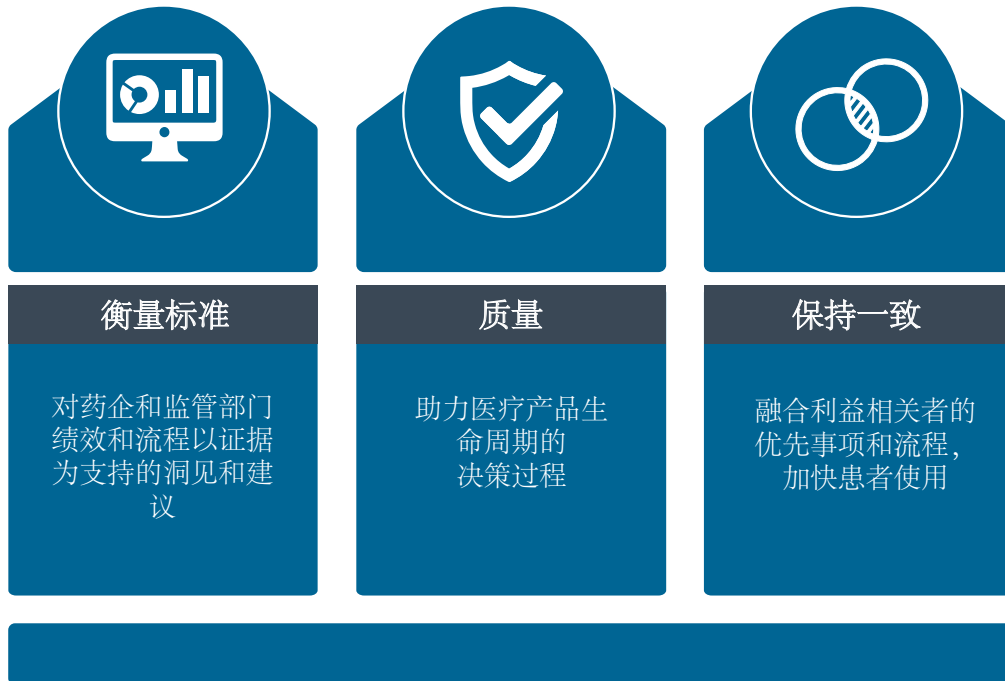 衡量标准
对药企和监管部门
绩效和流程以证据
为支持的洞见和建
议
质量
助力医疗产品生
命周期的
决策过程
保持一致
融合利益相关者的
优先事项和流程，
加快患者使用